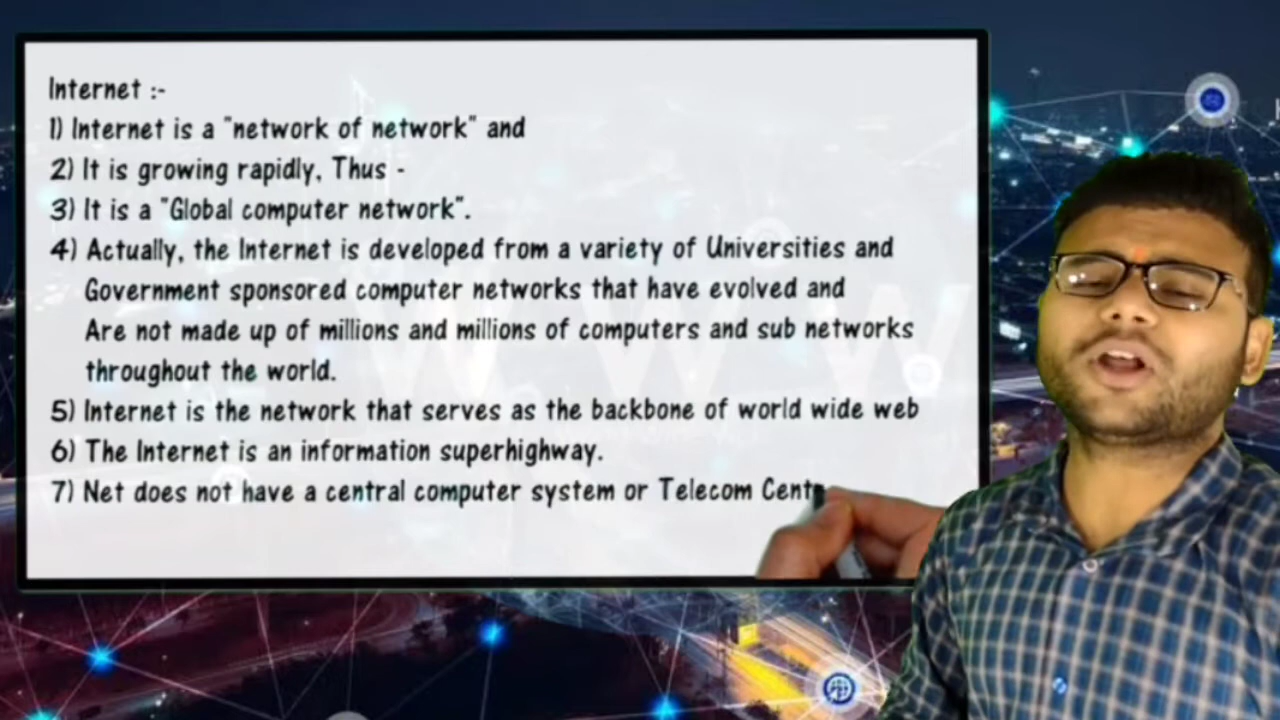 Internet :-
1) Internet is a "network of network" and
2) It is growing rapidly, Thus -
3) It is a "Global computer network".
4) Actually, the Internet is developed from a variety of Universities and
Government sponsored computer networks that have evolved and
Are not made up of millions and millions of computers and sub networks
throughout the world.
5) Internet is the network that serves as the backbone of world wide web
6) The Internet is an information superhighway.
7) Net does not have a central computer system or Telecom Cent
W W W